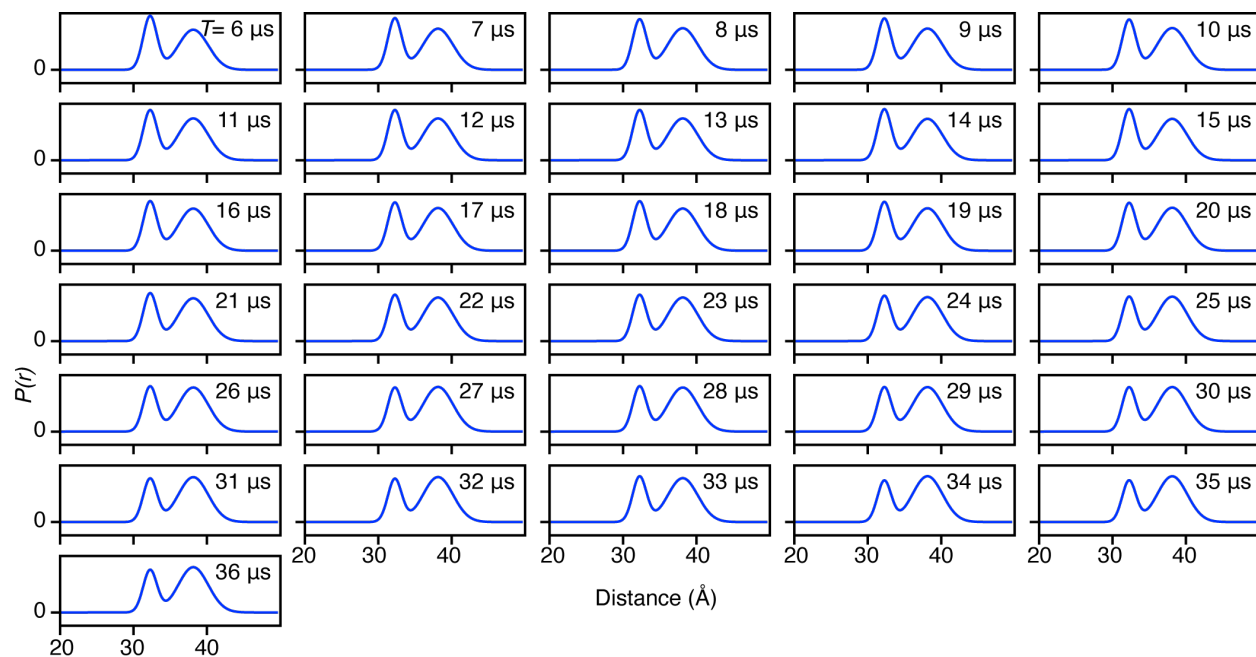 T= 6 µs 7 µs 8 µs 9 µs 10 µs
0
11 µs 12 µs 13 µs 14 µs 15 µs
0
16 µs 17 µs 18 µs 19 µs 20 µs
0
21 µs 22 µs 23 µs 24 µs 25 µs
0
P(r)
26 µs 27 µs 28 µs 29 µs 30 µs
0
31 µs 32 µs 33 µs 34 µs 35 µs
0
20 30 40 20 30 40 20 30 40 20 30 40
36 µs
0
20 30 40
Distance (Å)